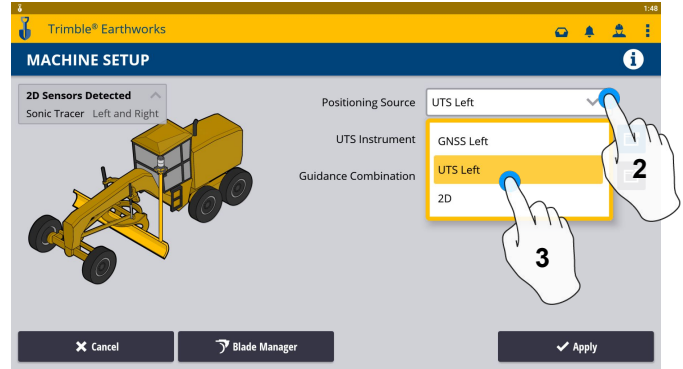 1:48
Trimble® Earthworks
MACHINE SETUP
i
2D Sensors Detected
Sonic Tracer Left and Right
Positioning Source
UTS Left
UTS Instrument
Guidance Combination
GNSS Left
UTS Left
2D
2
3
Cancel
Blade Manager
Apply